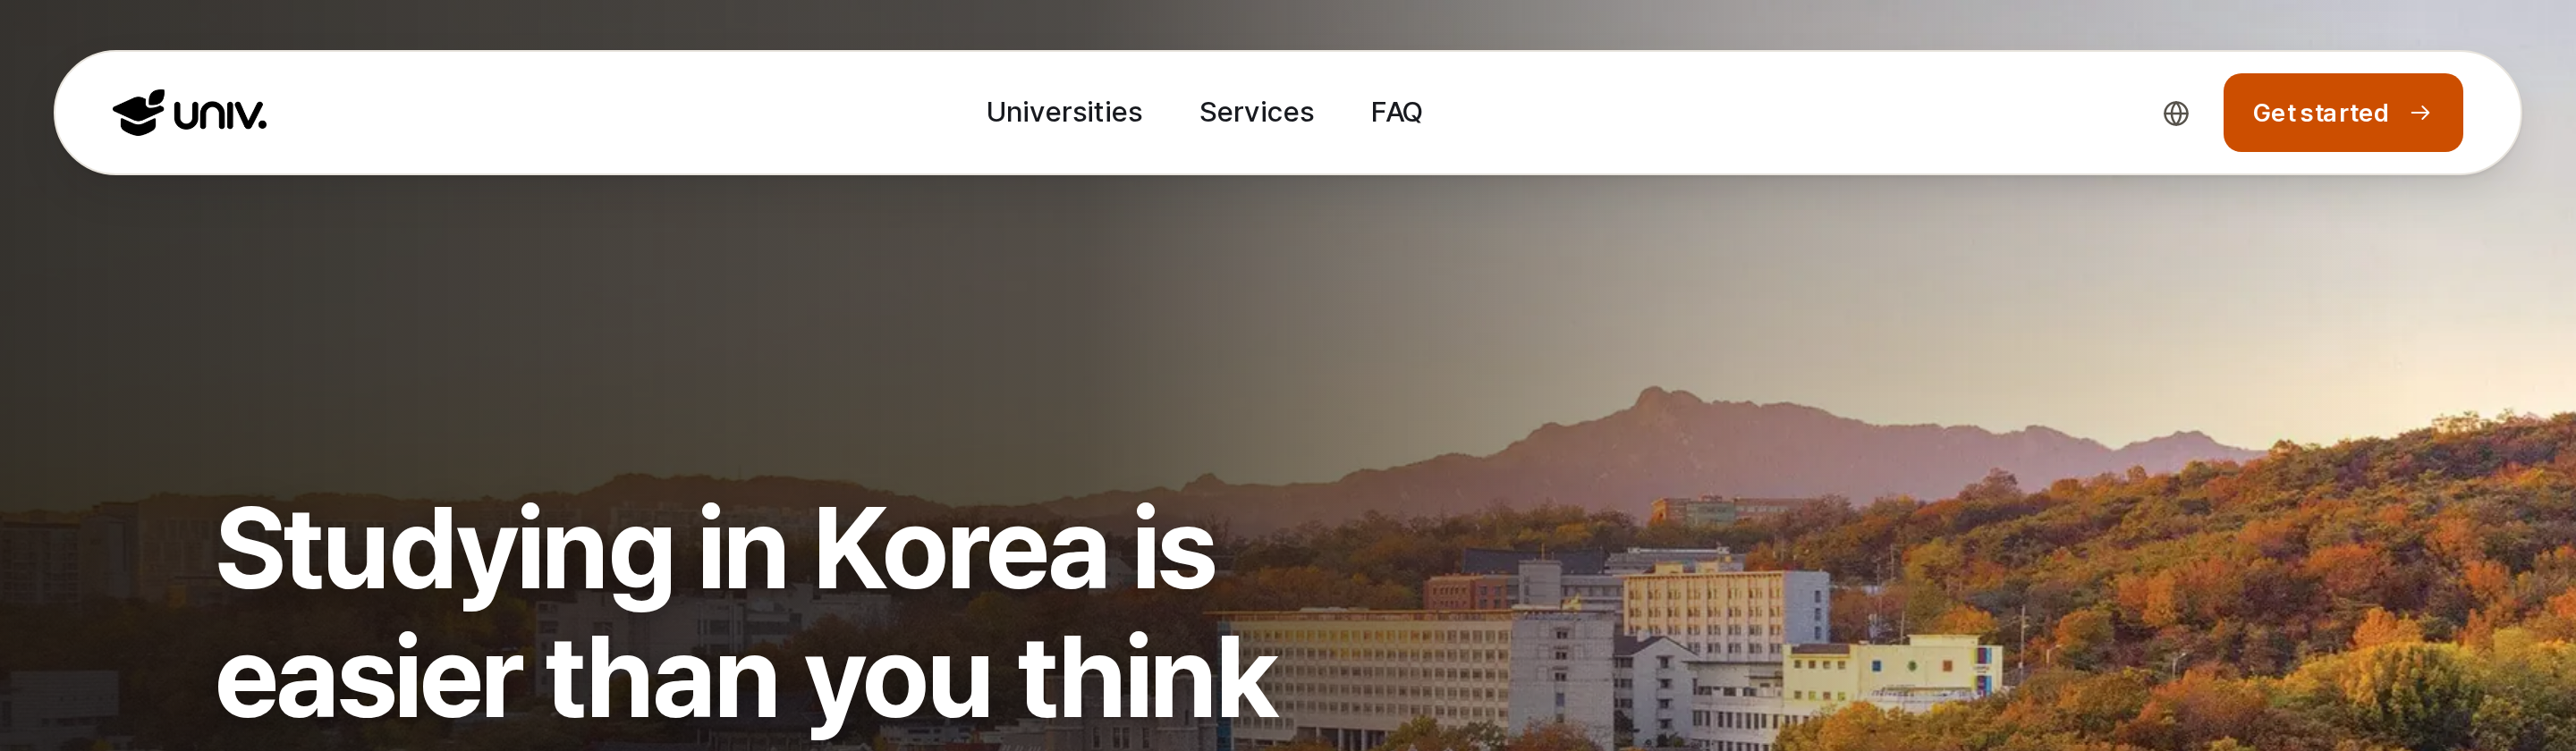 univ.
Universities
Services
FAQ
Get started
Studying in Korea is
easier than you think